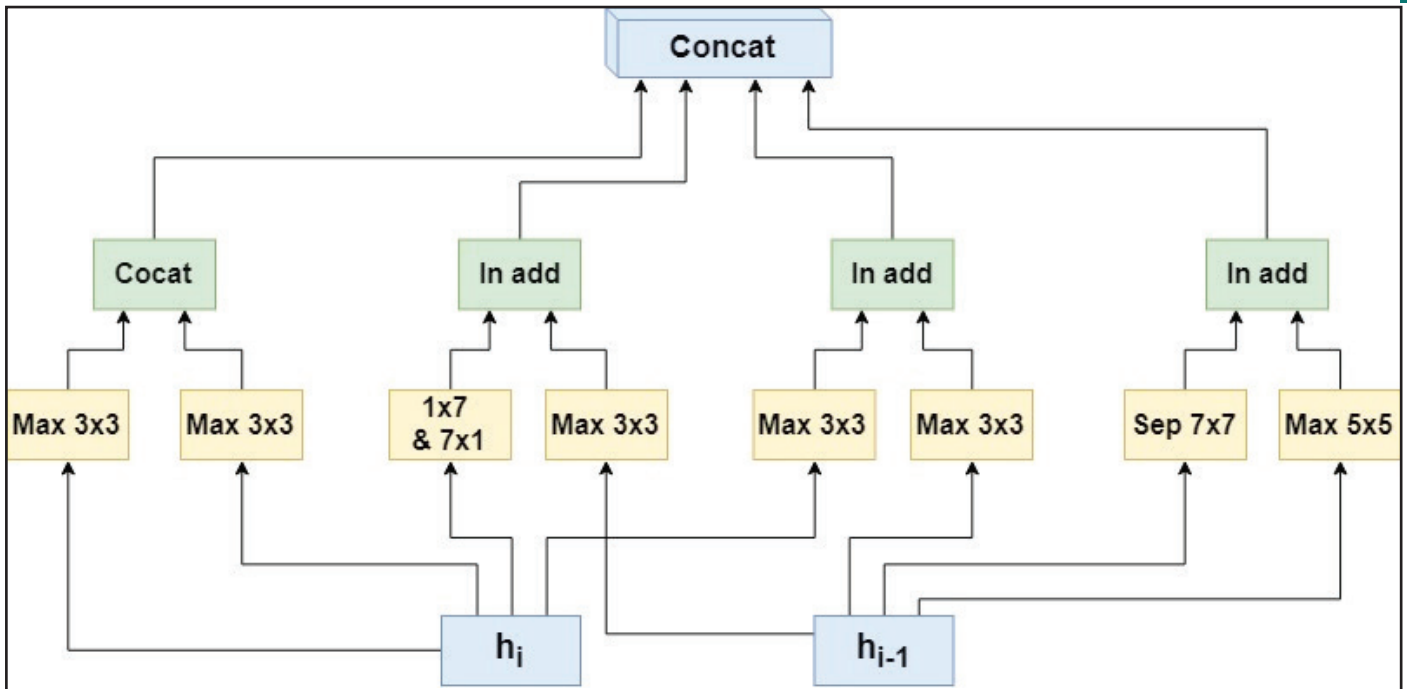 Concat
Cocat
In add
In add
In add
Max 3x3
Max 3x3
1x7
& 7x1
Max 3x3
Max 3x3
Max 3x3
Sep 7x7
Max 5x5
hi
hi-1